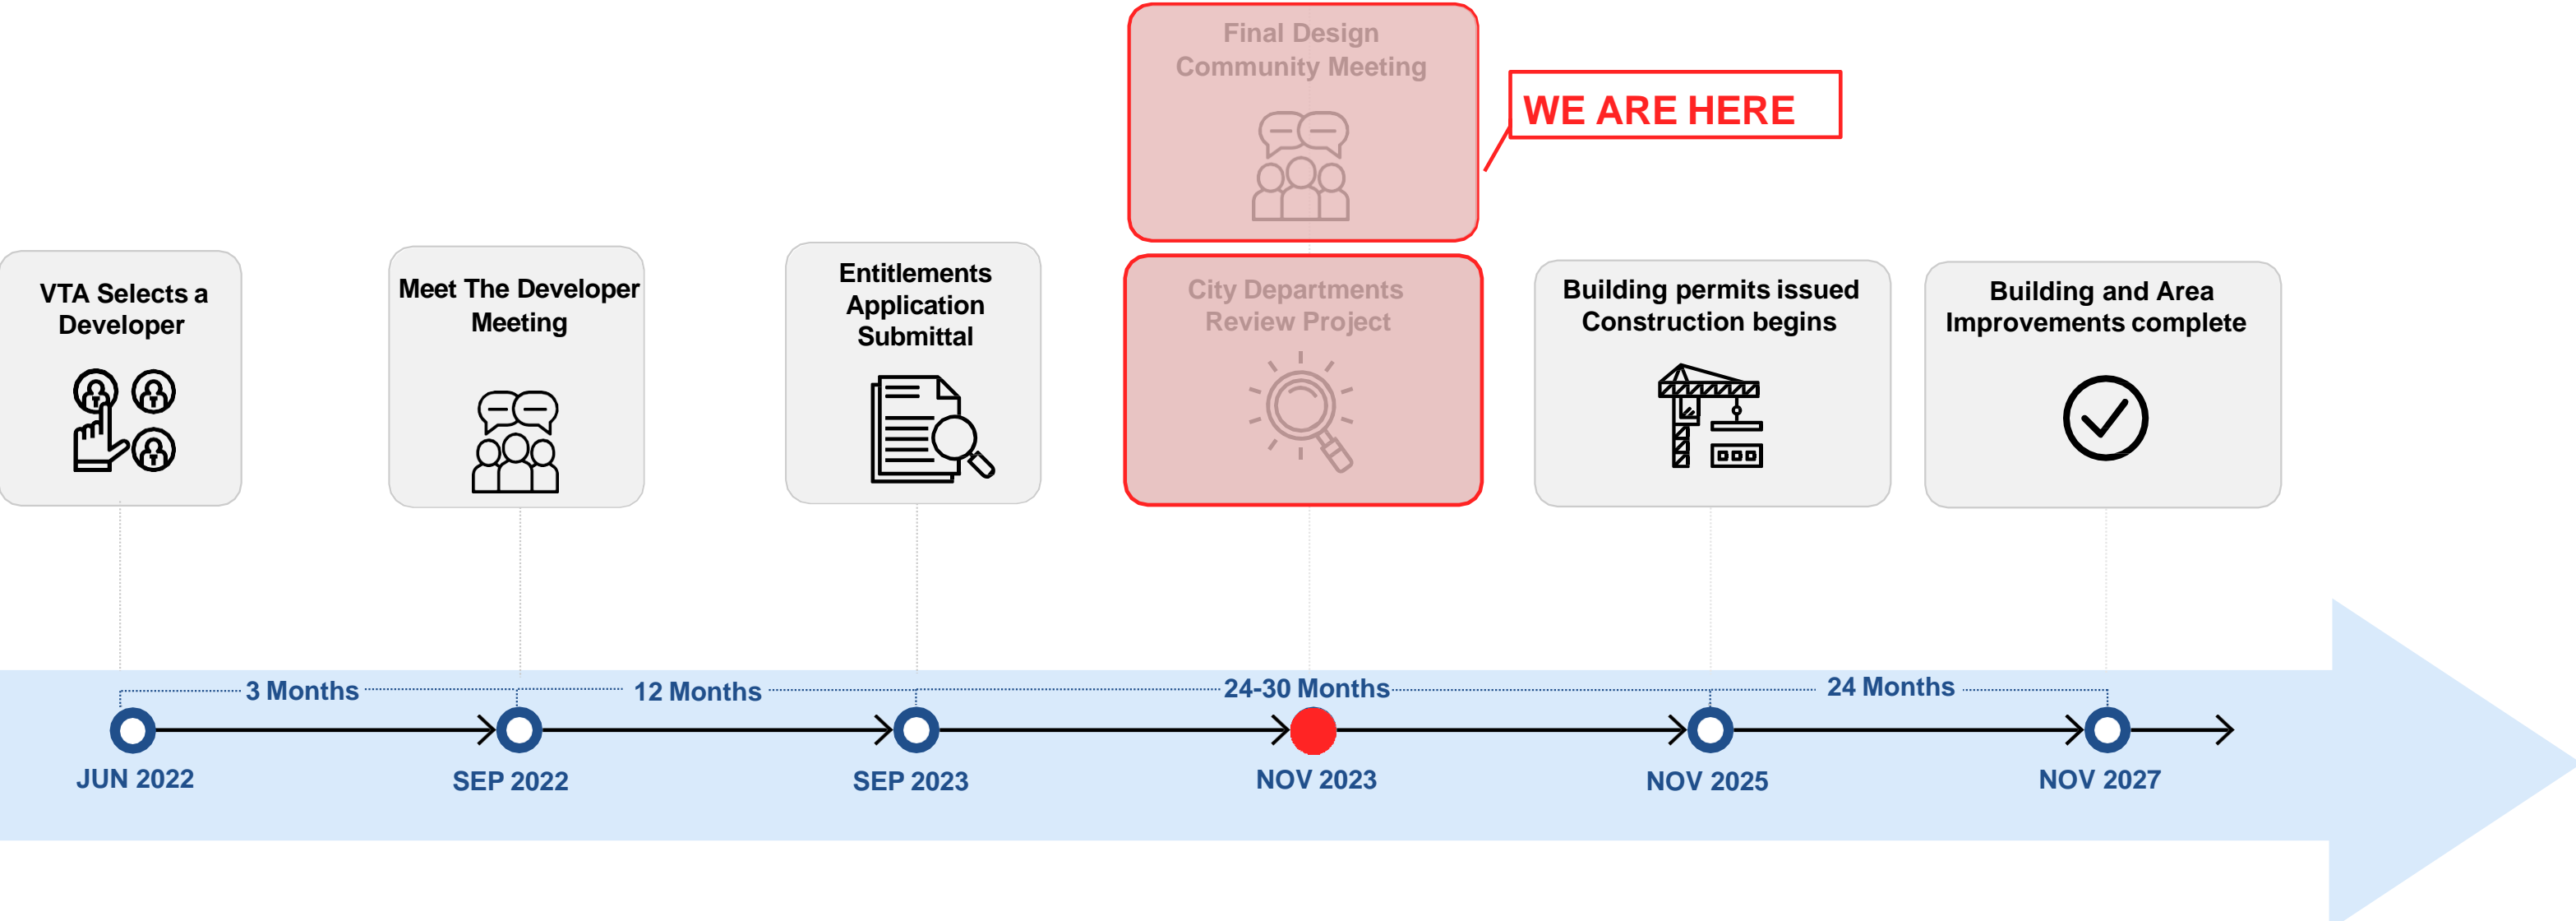 Final Design
Community Meeting
WE ARE HERE
VTA Selects a
Developer
Meet The Developer
Meeting
Entitlements
Application
Submittal
City Departments
Review Project
Building permits issued
Construction begins
Building and Area
Improvements complete
3 Months
12 Months
24-30 Months
24 Months
JUN 2022
SEP 2022
SEP 2023
NOV 2023
NOV 2025
NOV 2027